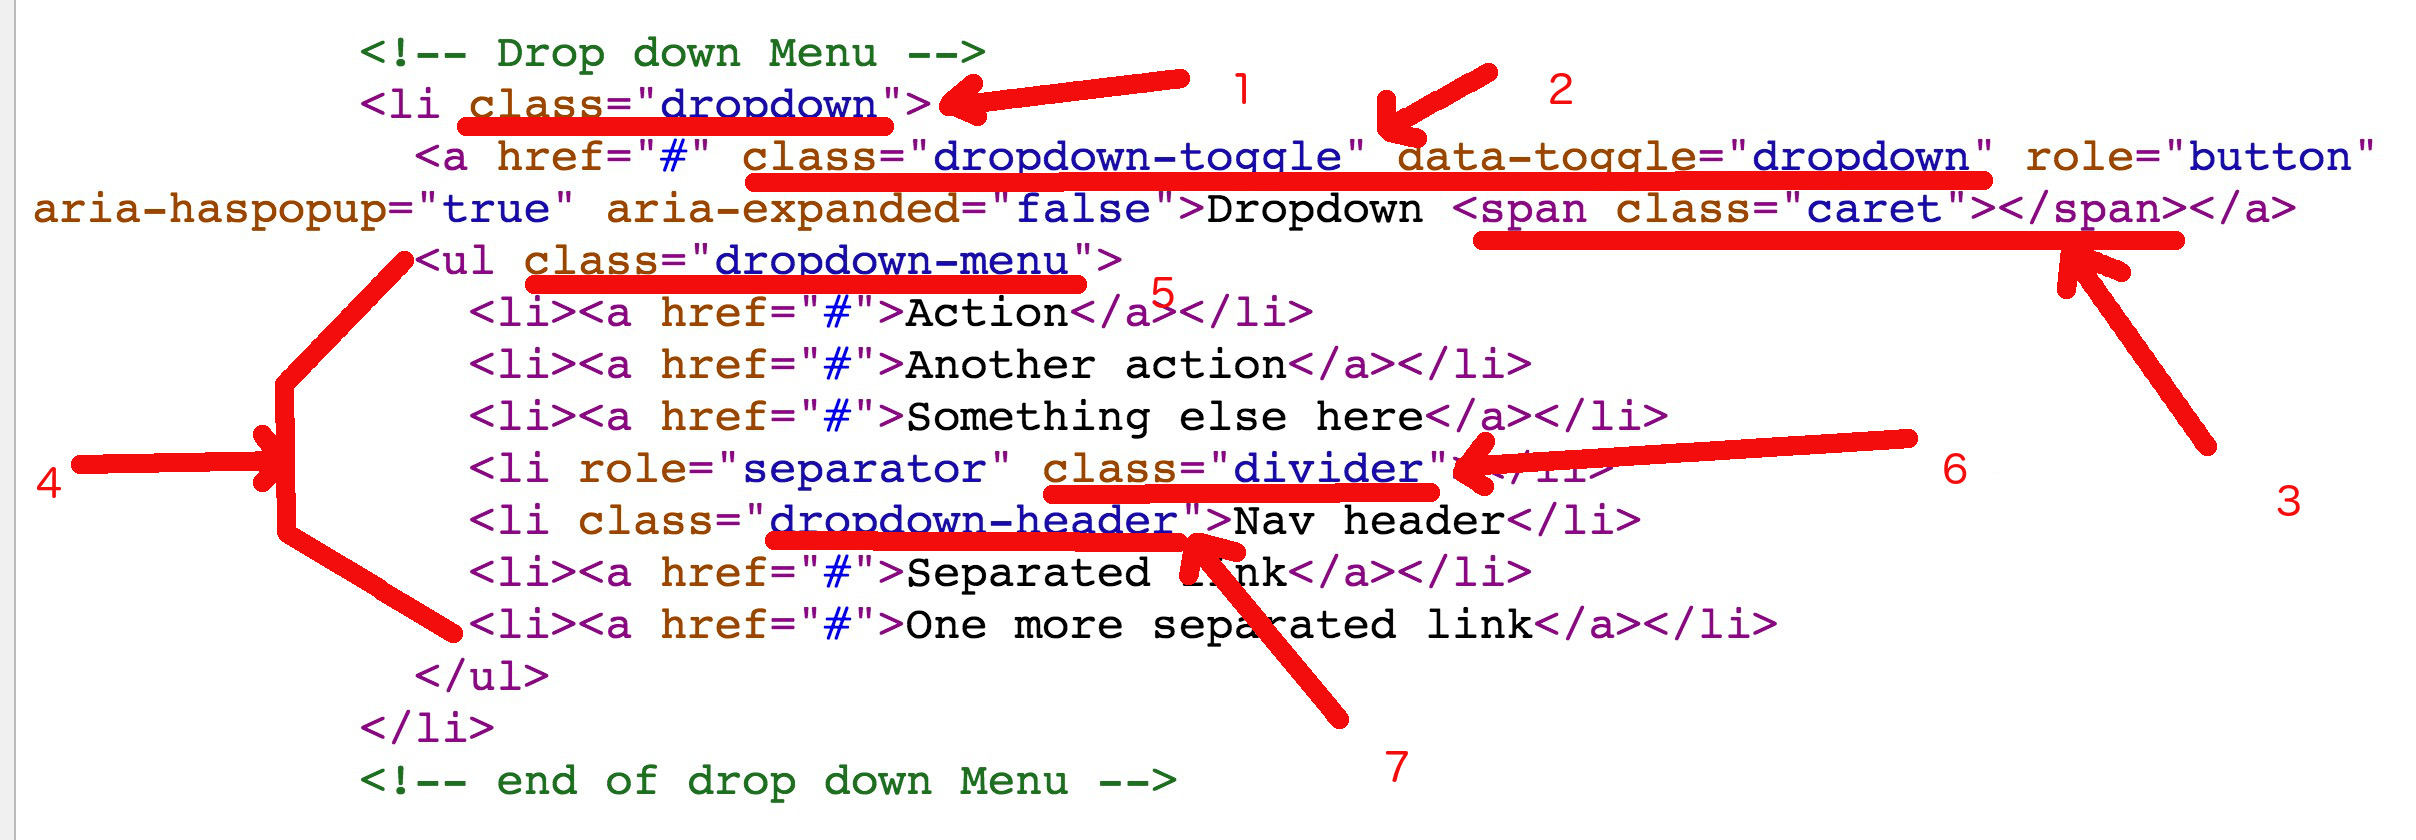 <!-- Drop down Menu -->
<li class="dropdown"> 1 2
<a href="#" class="dropdown-toggle" data-toggle="dropdown" role="button"
aria-haspopup="true" aria-expanded="false">Dropdown <span class="caret"></span></a>
<ul class="dropdown-menu">
5
<li><a href="#">Action</a></li>
<li><a href="#">Another action</a></li>
<li><a href="#">Something else here</a></li>
4 <li role="separator" class="divider"></li> 6
3
<li class="dropdown-header">Nav header</li>
<li><a href="#">Separated link</a></li>
<li><a href="#">One more separated link</a></li>
</ul>
</li>
7
<!-- end of drop down Menu -->